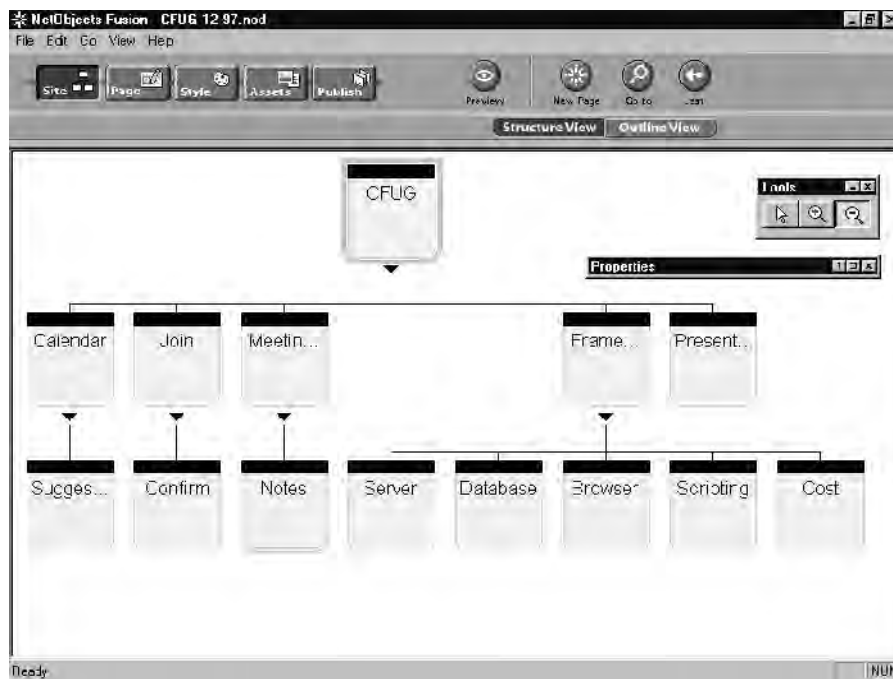 NetObjects Fusion CFUG 12 97.nod
File Edit Go View Help
Site Page Style Assets Publish
Preview New Page Go to Last
Structure View Outline View
CFUG
Tools
Properties
Calendar Join Meetin... Frame... Present...
Sugges... Confirm Notes Server Database Browser Scripting Cost
Ready NUM